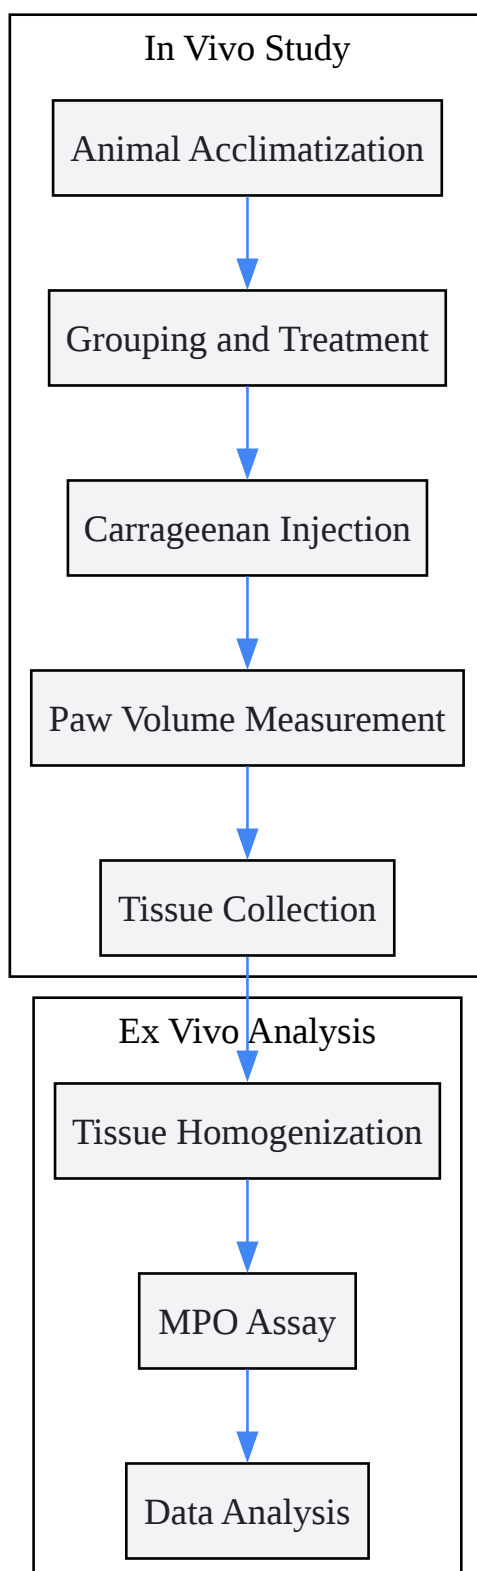 In Vivo Study
Animal Acclimatization
Grouping and Treatment
Carrageenan Injection
Paw Volume Measurement
Tissue Collection
Ex Vivo Analysis
Tissue Homogenization
MPO Assay
Data Analysis